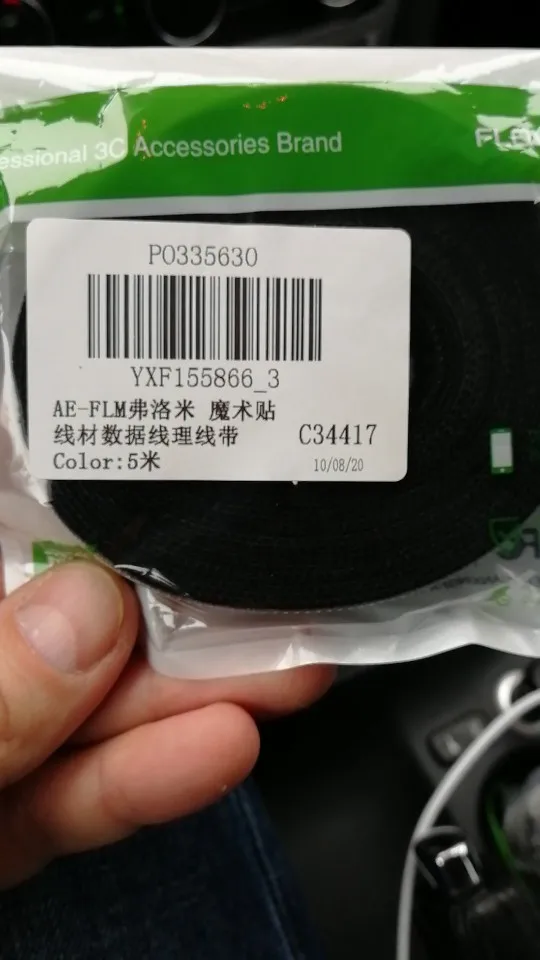 essional 3C Accessories Brand
PO335630
YXF155866_3
AE-FLM弗洛米 魔术贴
线材数据线理线带
C34417
Color:5米
10/08/20